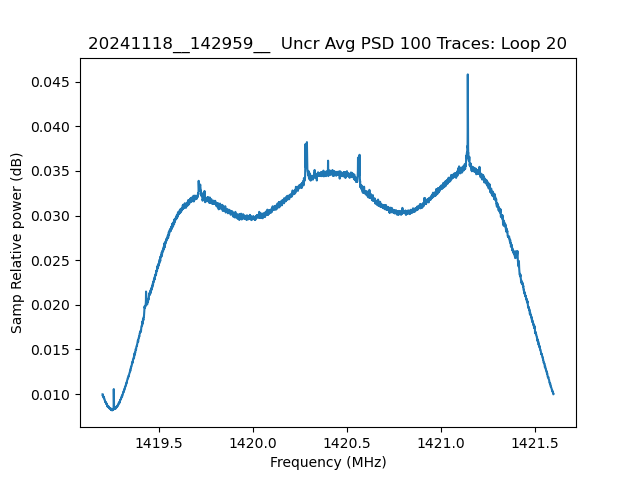 20241118__142959__  Uncr Avg PSD 100 Traces: Loop 20
Samp Relative power (dB)
0.045
0.040
0.035
0.030
0.025
0.020
0.015
0.010
1419.5 1420.0 1420.5 1421.0 1421.5
Frequency (MHz)